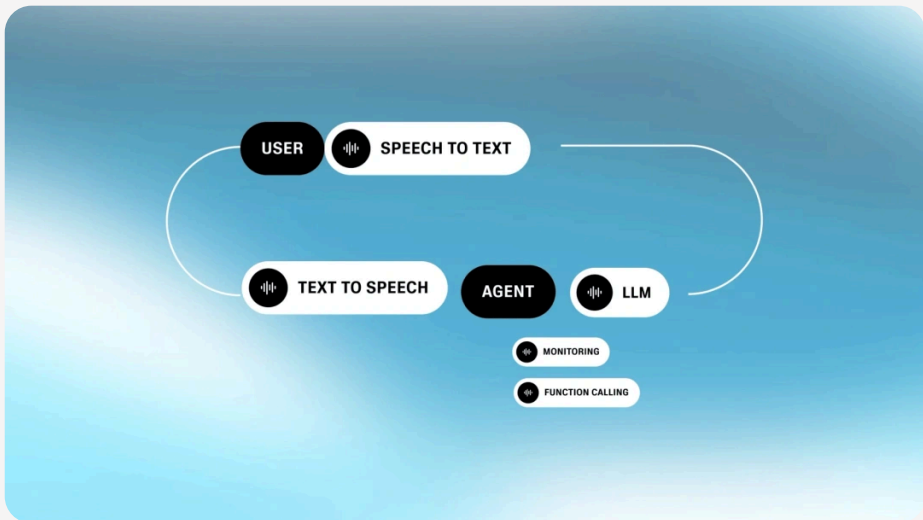 USER
SPEECH TO TEXT
TEXT TO SPEECH
AGENT
LLM
MONITORING
FUNCTION CALLING